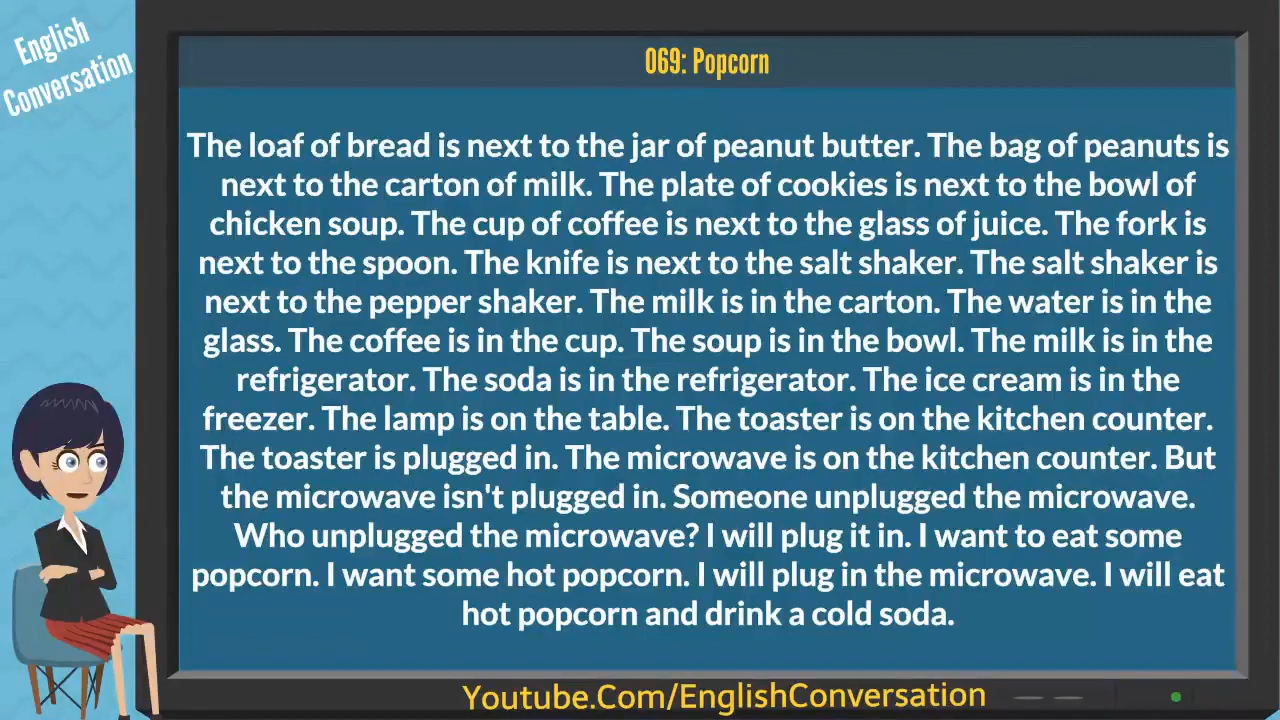 English
Conversation
069: Popcorn
The loaf of bread is next to the jar of peanut butter. The bag of peanuts is
next to the carton of milk. The plate of cookies is next to the bowl of
chicken soup. The cup of coffee is next to the glass of juice. The fork is
next to the spoon. The knife is next to the salt shaker. The salt shaker is
next to the pepper shaker. The milk is in the carton. The water is in the
glass. The coffee is in the cup. The soup is in the bowl. The milk is in the
refrigerator. The soda is in the refrigerator. The ice cream is in the
freezer. The lamp is on the table. The toaster is on the kitchen counter.
The toaster is plugged in. The microwave is on the kitchen counter. But
the microwave isn't plugged in. Someone unplugged the microwave.
Who unplugged the microwave? I will plug it in. I want to eat some
popcorn. I want some hot popcorn. I will plug in the microwave. I will eat
hot popcorn and drink a cold soda.
Youtube.Com/EnglishConversation